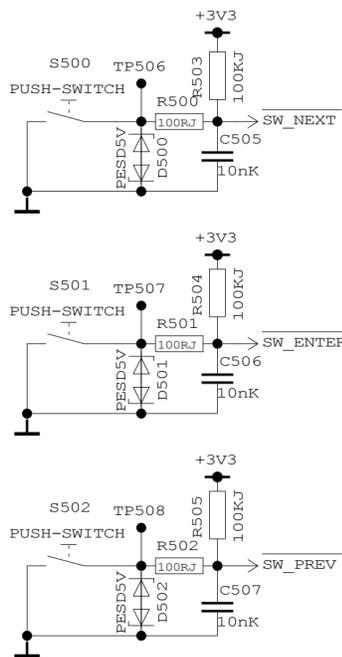 +3V3
S500
PUSH-SWITCH
TP506
R503
100KJ
R500
100RJ
SW_NEXT
C505
10nK
PESD5V
D500
+3V3
S501
PUSH-SWITCH
TP507
R504
100KJ
R501
100RJ
SW_ENTER
C506
10nK
PESD5V
D501
+3V3
S502
PUSH-SWITCH
TP508
R505
100KJ
R502
100RJ
SW_PREV
C507
10nK
PESD5V
D502